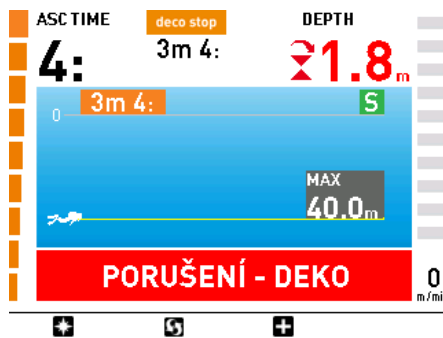 ASC TIME deco stop DEPTH
4: 3m 4: 1.8m
3m 4: S
0
MAX
40.0m
PORUŠENÍ - DEKO
0